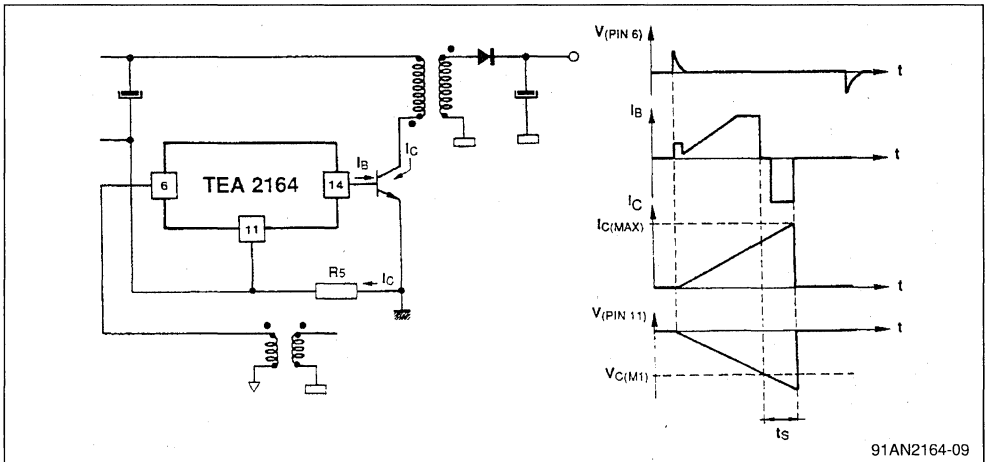 6
TEA 2164
14
11
IB
IC
R5
IC
V(PIN 6)
t
IB
t
IC
IC(MAX)
t
V(PIN 11)
t
VC(M1)
tS
91AN2164-09